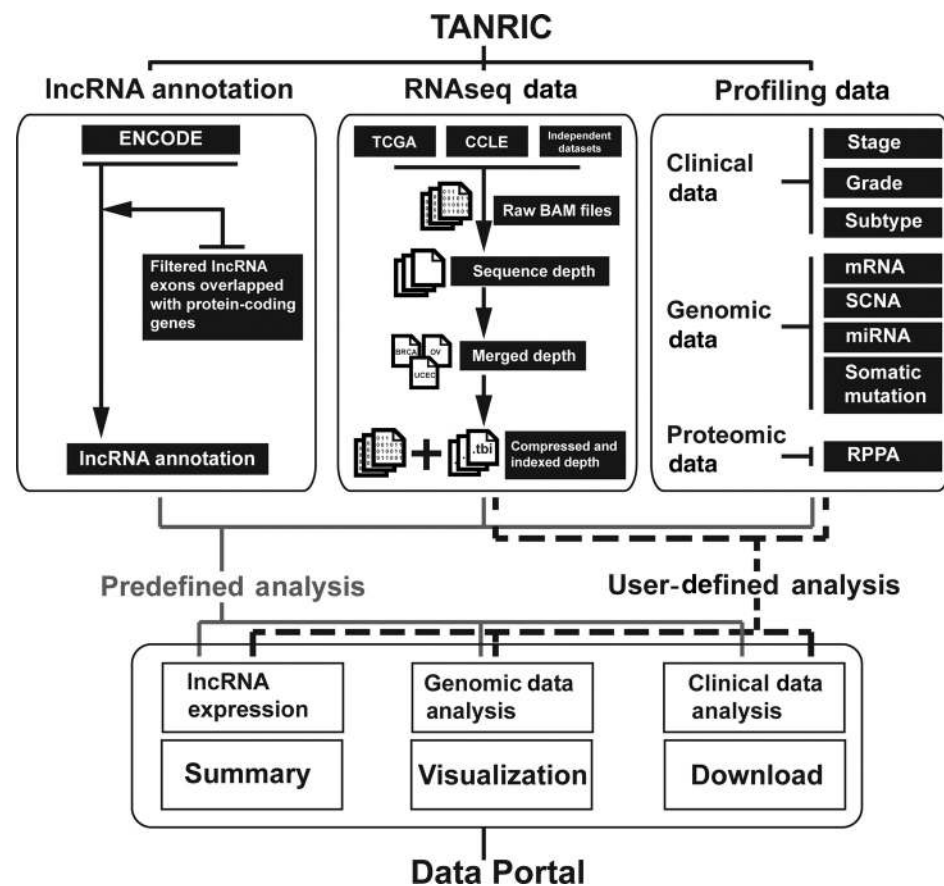 TANRIC
lncRNA annotation
RNAseq data
Profiling data
ENCODE
Filtered lncRNA
exons overlapped
with protein-coding
genes
lncRNA annotation
TCGA
CCLE
Independent
datasets
Raw BAM files
Sequence depth
BRCA
OV
UCEC
Merged depth
.tbi
Compressed and
indexed depth
Clinical
data
Stage
Grade
Subtype
Genomic
data
mRNA
SCNA
miRNA
Somatic
mutation
Proteomic
data
RPPA
Predefined analysis
User-defined analysis
lncRNA
expression
Genomic data
analysis
Clinical data
analysis
Summary
Visualization
Download
Data Portal